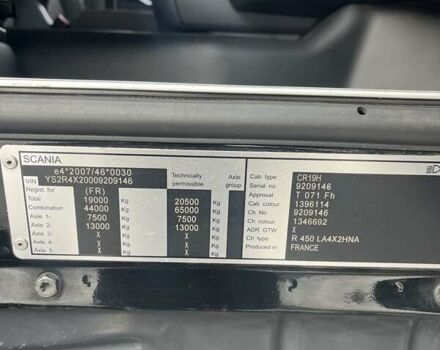 SCANIA
e4*2007/46*0030
VIN YS2R4X20009209146
Regist. for (FR) Technically permissible Axle group
Total 19000 Kg 20500 Kg
Combination 44000 Kg 65000 Kg
Axle 1- 7500 Kg 7500 Kg
Axle 2- 13000 Kg 13000 Kg
Axle 3- X Kg X Kg
Axle 4- X Kg X Kg
Axle 5- X Kg X Kg
Cab type CR19H
Serial no 9209146
Approval T 071 Fh
Cab colour 1396114
Ch. No 9209146
Ch. colour 1346692
ADR, GTW X
Ch. type R 450 LA4X2HNA
Produced in FRANCE